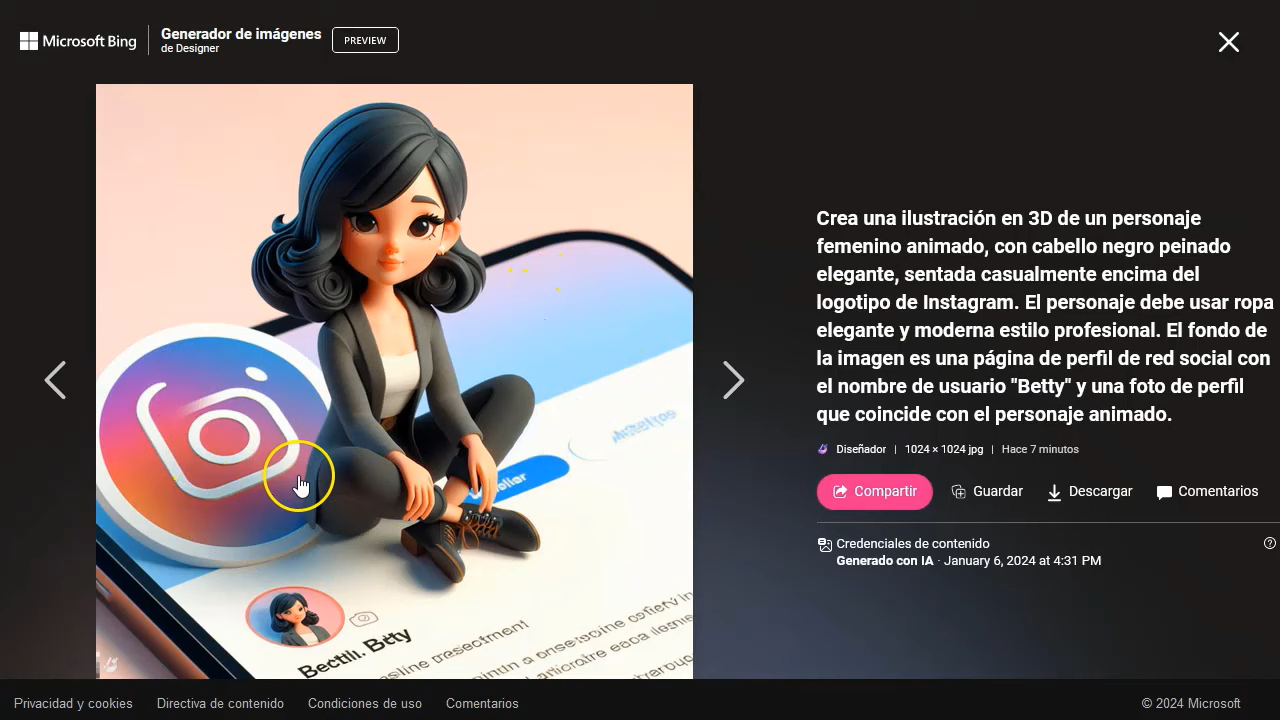 Microsoft Bing
Generador de imágenes
de Designer
PREVIEW
Crea una ilustración en 3D de un personaje
femenino animado, con cabello negro peinado
elegante, sentada casualmente encima del
logotipo de Instagram. El personaje debe usar ropa
elegante y moderna estilo profesional. El fondo de
la imagen es una página de perfil de red social con
el nombre de usuario "Betty" y una foto de perfil
que coincide con el personaje animado.
Diseñador | 1024 × 1024 jpg | Hace 7 minutos
Compartir
Guardar
Descargar
Comentarios
Credenciales de contenido
Generado con IA · January 6, 2024 at 4:31 PM
Bectlı. Bðty
Privacidad y cookies
Directiva de contenido
Condiciones de uso
Comentarios
© 2024 Microsoft